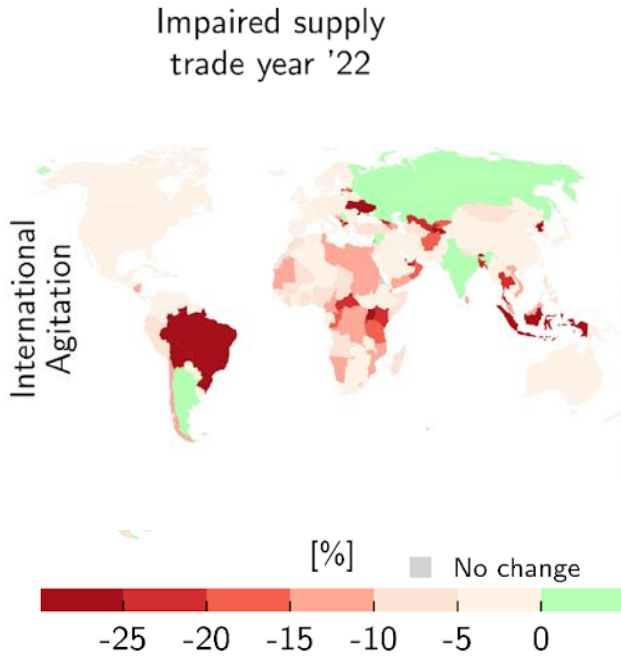 Impaired supply
trade year '22
International
Agitation
[%]
No change
-25 -20 -15 -10 -5 0